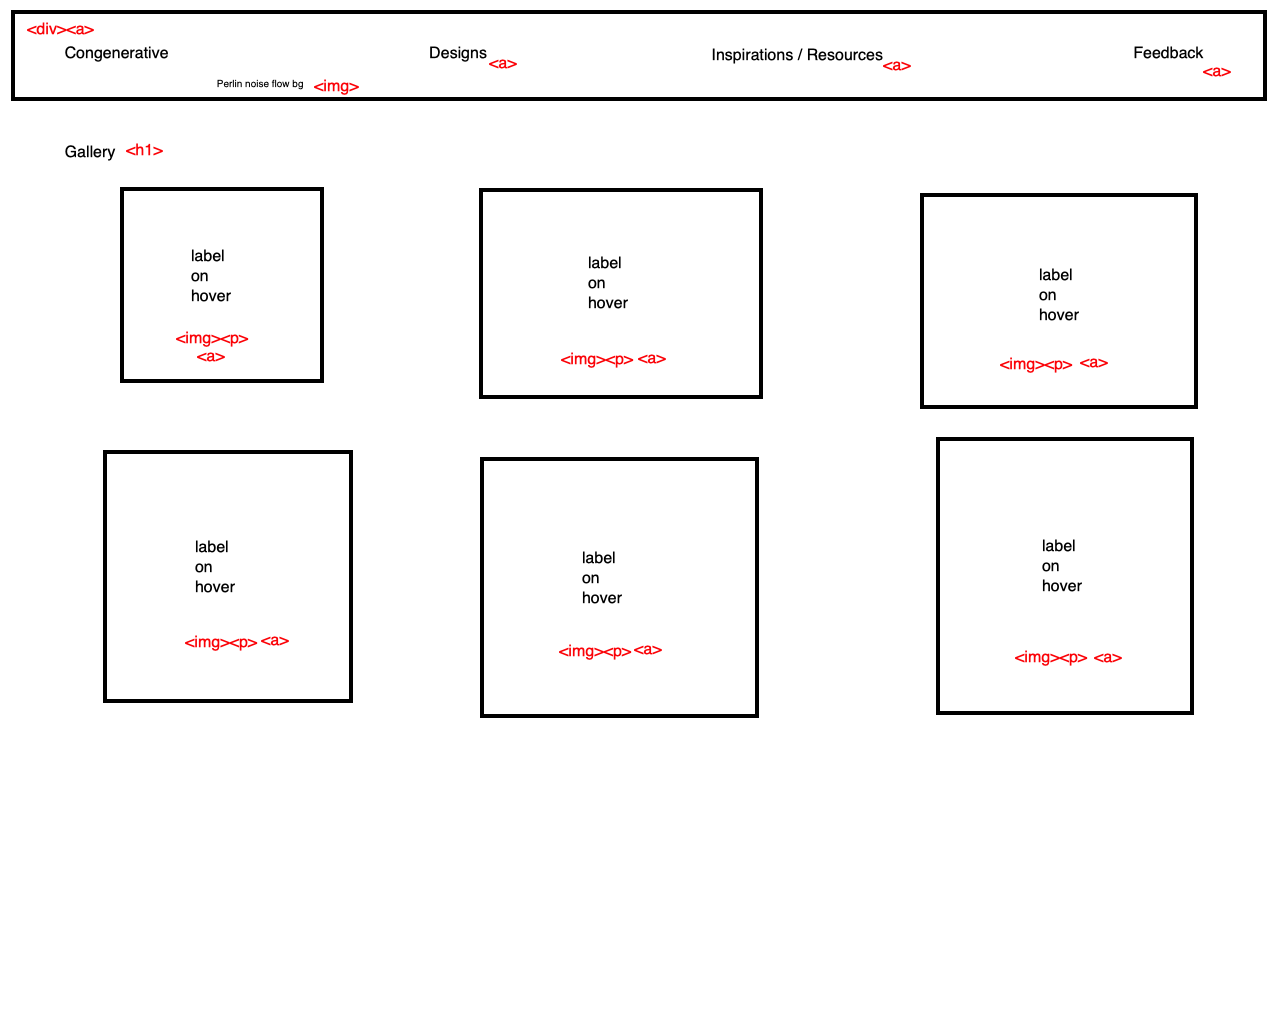 <div><a>
Congenerative
Designs
<a>
Inspirations / Resources
<a>
Feedback
<a>
Perlin noise flow bg
<img>
Gallery
<h1>
label
on
hover
<img><p>
<a>
label
on
hover
<img><p>
<a>
label
on
hover
<img><p>
<a>
label
on
hover
<img><p>
<a>
label
on
hover
<img><p>
<a>
label
on
hover
<img><p>
<a>